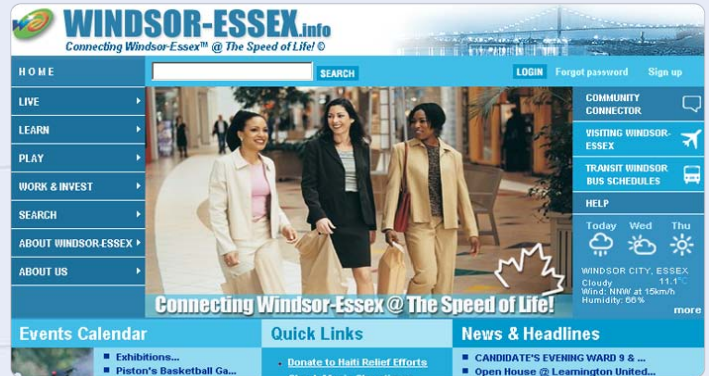 WINDSOR-ESSEX.info
Connecting Windsor-Essex™ @ The Speed of Life! ©
HOME
SEARCH
LOGIN Forgot password Sign up
LIVE
LEARN
PLAY
WORK & INVEST
SEARCH
ABOUT WINDSOR-ESSEX
ABOUT US
Connecting Windsor-Essex @ The Speed of Life!
COMMUNITY
CONNECTOR
VISITING WINDSOR-
ESSEX
TRANSIT WINDSOR
BUS SCHEDULES
HELP
Today Wed Thu
WINDSOR CITY, ESSEX
Cloudy 11.1°C
Wind: NNW at 15km/h
Humidity: 66%
more
Events Calendar
Exhibitions...
Piston's Basketball Ga...
Quick Links
Donate to Haiti Relief Efforts
News & Headlines
CANDIDATE'S EVENING WARD 9 & ...
Open House @ Leamington United...